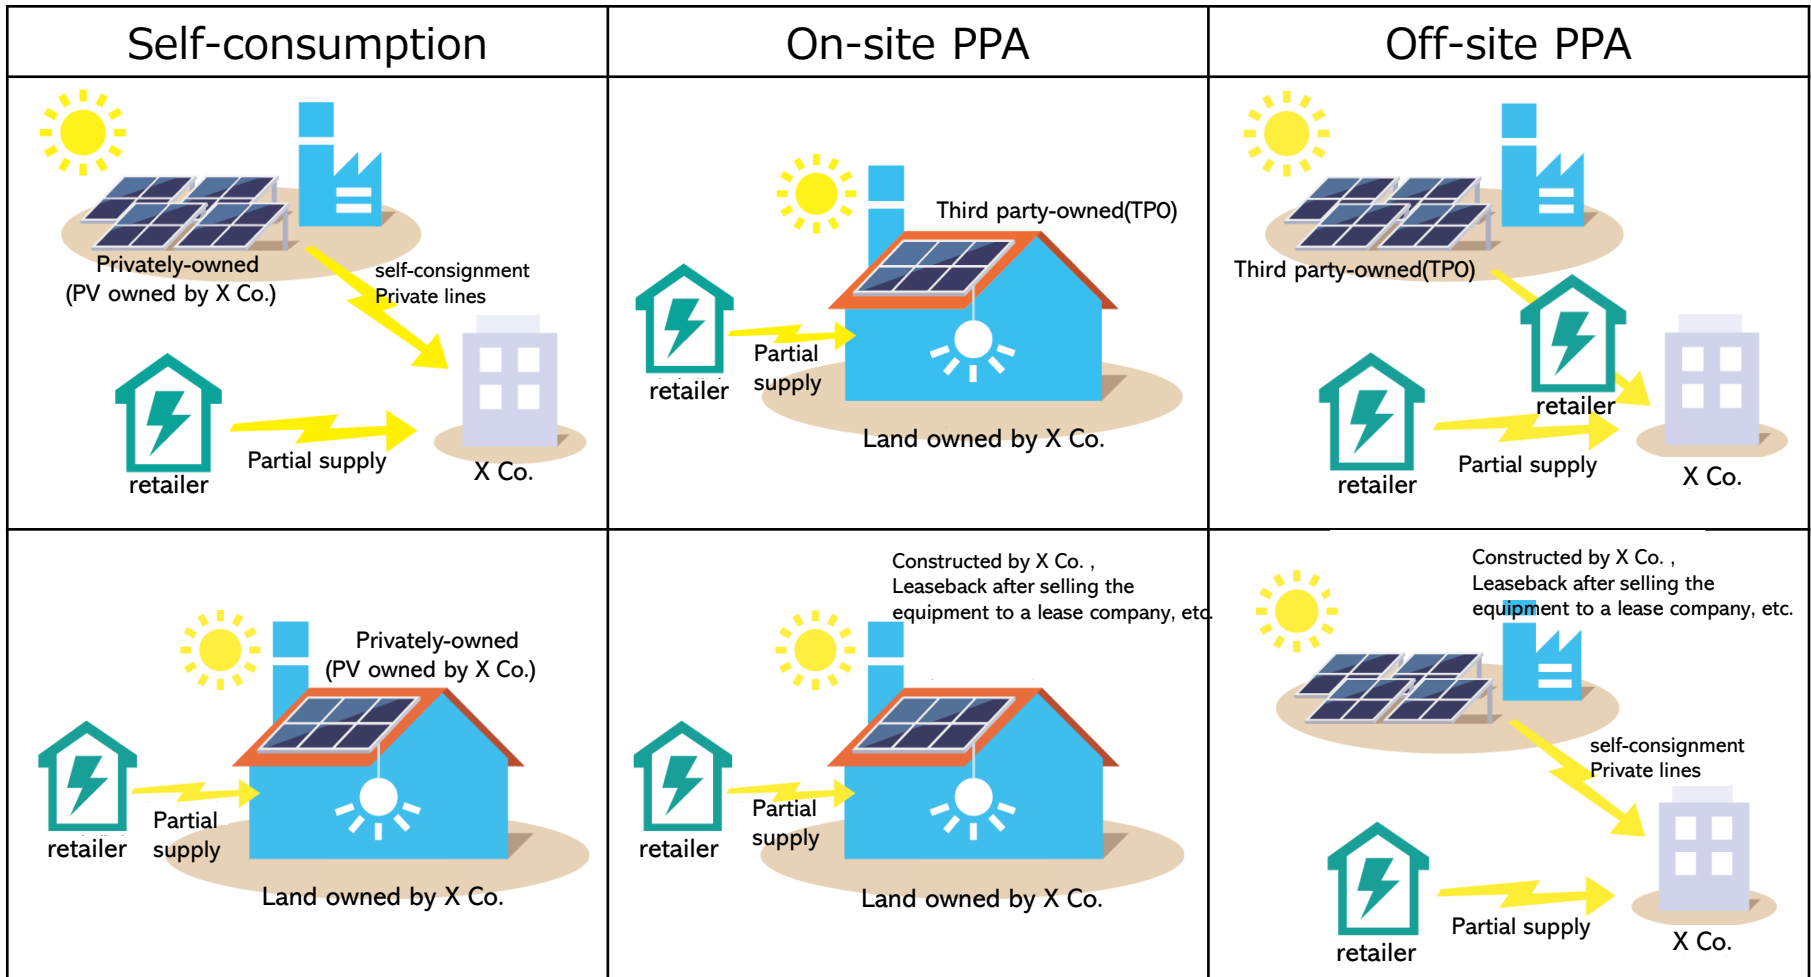 Self-consumption
On-site PPA
Off-site PPA
Privately-owned
(PV owned by X Co.)
self-consignment
Private lines
retailer
Partial supply
X Co.
Third party-owned(TPO)
retailer
Partial
supply
Land owned by X Co.
Third party-owned(TPO)
retailer
retailer
Partial supply
X Co.
Privately-owned
(PV owned by X Co.)
retailer
Partial
supply
Land owned by X Co.
Constructed by X Co. ,
Leaseback after selling the
equipment to a lease company, etc.
retailer
Partial
supply
Land owned by X Co.
Constructed by X Co. ,
Leaseback after selling the
equipment to a lease company, etc.
self-consignment
Private lines
retailer
Partial supply
X Co.